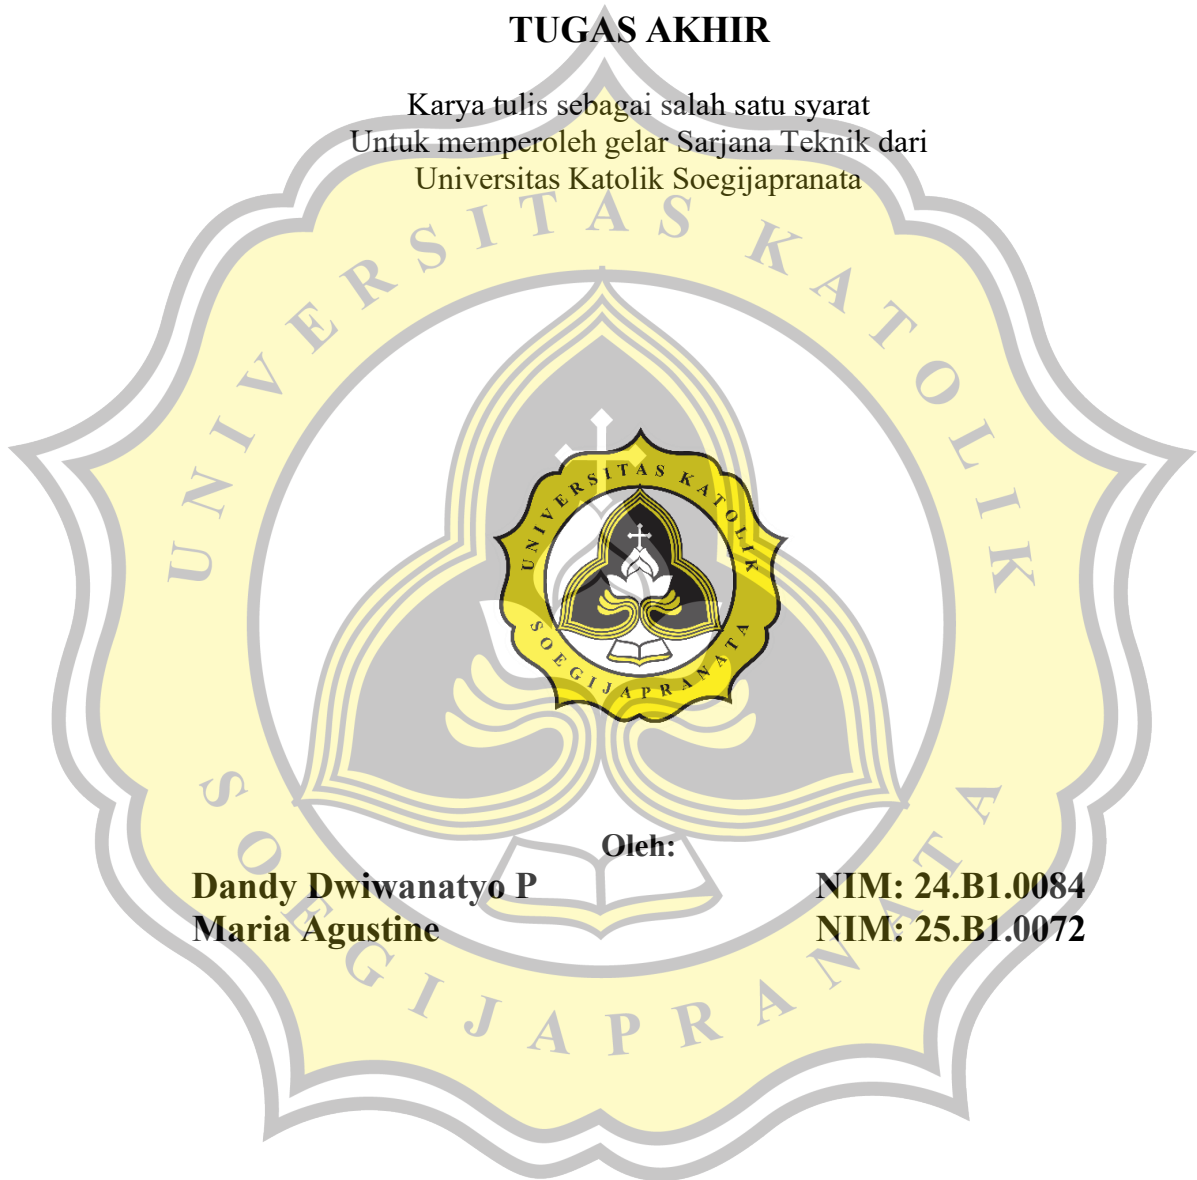 TUGAS AKHIR
Karya tulis sebagai salah satu syarat
Untuk memperoleh gelar Sarjana Teknik dari
Universitas Katolik Soegijapranata
UNIVERSITAS KATOLIK
SOEGIJAPRANATA
UNIVERSITAS KATOLIK
SOEGIJAPRANATA
Oleh:
Dandy Dwiwanatyo P NIM: 24.B1.0084
Maria Agustine NIM: 25.B1.0072